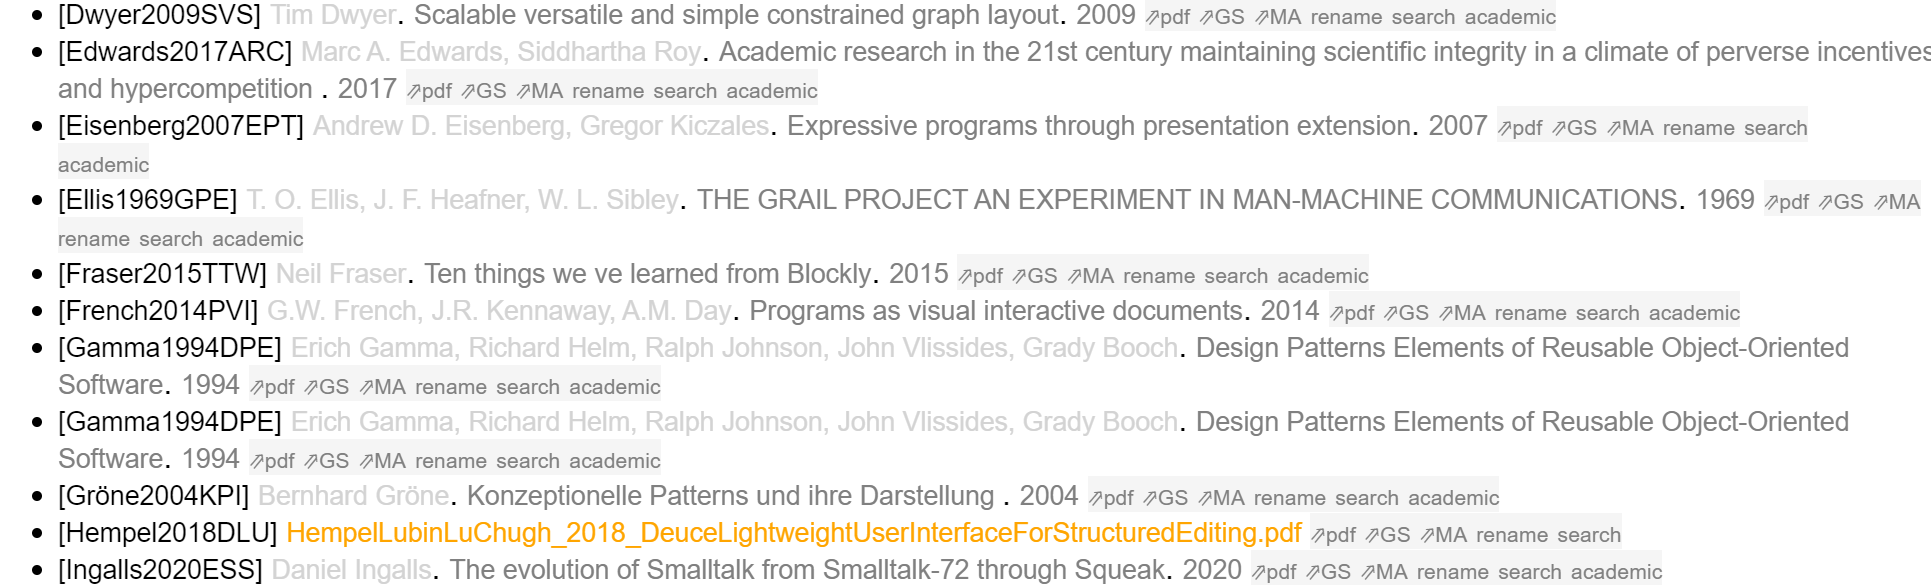 • [Dwyer2009SVS] Tim Dwyer. Scalable versatile and simple constrained graph layout. 2009 ⇗pdf ⇗GS ⇗MA rename search academic
• [Edwards2017ARC] Marc A. Edwards, Siddhartha Roy. Academic research in the 21st century maintaining scientific integrity in a climate of perverse incentives
and hypercompetition . 2017 ⇗pdf ⇗GS ⇗MA rename search academic
• [Eisenberg2007EPT] Andrew D. Eisenberg, Gregor Kiczales. Expressive programs through presentation extension. 2007 ⇗pdf ⇗GS ⇗MA rename search
academic
• [Ellis1969GPE] T. O. Ellis, J. F. Heafner, W. L. Sibley. THE GRAIL PROJECT AN EXPERIMENT IN MAN-MACHINE COMMUNICATIONS. 1969 ⇗pdf ⇗GS ⇗MA
rename search academic
• [Fraser2015TTW] Neil Fraser. Ten things we ve learned from Blockly. 2015 ⇗pdf ⇗GS ⇗MA rename search academic
• [French2014PVI] G.W. French, J.R. Kennaway, A.M. Day. Programs as visual interactive documents. 2014 ⇗pdf ⇗GS ⇗MA rename search academic
• [Gamma1994DPE] Erich Gamma, Richard Helm, Ralph Johnson, John Vlissides, Grady Booch. Design Patterns Elements of Reusable Object-Oriented
Software. 1994 ⇗pdf ⇗GS ⇗MA rename search academic
• [Gamma1994DPE] Erich Gamma, Richard Helm, Ralph Johnson, John Vlissides, Grady Booch. Design Patterns Elements of Reusable Object-Oriented
Software. 1994 ⇗pdf ⇗GS ⇗MA rename search academic
• [Gröne2004KPI] Bernhard Gröne. Konzeptionelle Patterns und ihre Darstellung . 2004 ⇗pdf ⇗GS ⇗MA rename search academic
• [Hempel2018DLU] HempelLubinLuChugh_2018_DeuceLightweightUserInterfaceForStructuredEditing.pdf ⇗pdf ⇗GS ⇗MA rename search
• [Ingalls2020ESS] Daniel Ingalls. The evolution of Smalltalk from Smalltalk-72 through Squeak. 2020 ⇗pdf ⇗GS ⇗MA rename search academic